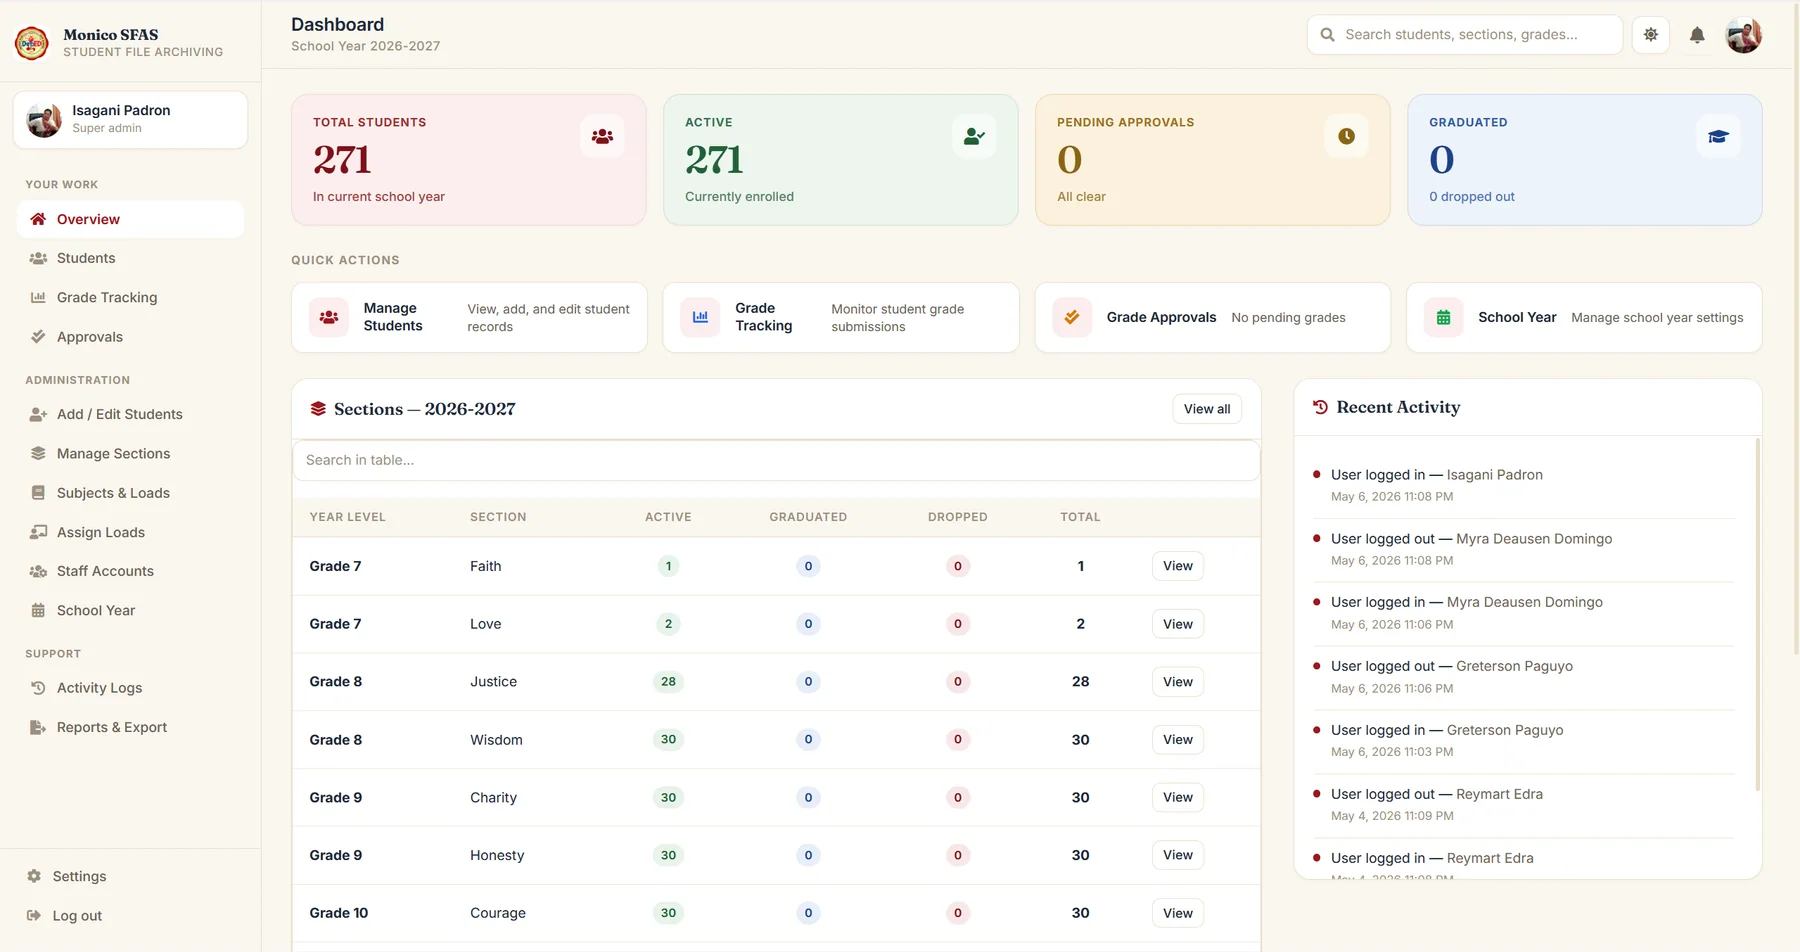 Monico SFAS
STUDENT FILE ARCHIVING
Isagani Padron
Super admin
YOUR WORK
Overview
Students
Grade Tracking
Approvals
ADMINISTRATION
Add / Edit Students
Manage Sections
Subjects & Loads
Assign Loads
Staff Accounts
School Year
SUPPORT
Activity Logs
Reports & Export
Settings
Log out
Dashboard
School Year 2026-2027
Search students, sections, grades...
TOTAL STUDENTS
271
In current school year
ACTIVE
271
Currently enrolled
PENDING APPROVALS
0
All clear
GRADUATED
0
0 dropped out
QUICK ACTIONS
Manage
Students
View, add, and edit student
records
Grade
Tracking
Monitor student grade
submissions
Grade Approvals No pending grades
School Year Manage school year settings
Sections — 2026-2027
View all
Search in table...
YEAR LEVEL SECTION ACTIVE GRADUATED DROPPED TOTAL
Grade 7 Faith 1 0 0 1 View
Grade 7 Love 2 0 0 2 View
Grade 8 Justice 28 0 0 28 View
Grade 8 Wisdom 30 0 0 30 View
Grade 9 Charity 30 0 0 30 View
Grade 9 Honesty 30 0 0 30 View
Grade 10 Courage 30 0 0 30 View
Recent Activity
User logged in — Isagani Padron
May 6, 2026 11:08 PM
User logged out — Myra Deausen Domingo
May 6, 2026 11:08 PM
User logged in — Myra Deausen Domingo
May 6, 2026 11:06 PM
User logged out — Greterson Paguyo
May 6, 2026 11:06 PM
User logged in — Greterson Paguyo
May 6, 2026 11:03 PM
User logged out — Reymart Edra
May 4, 2026 11:09 PM
User logged in — Reymart Edra
May 4, 2026 11:08 PM